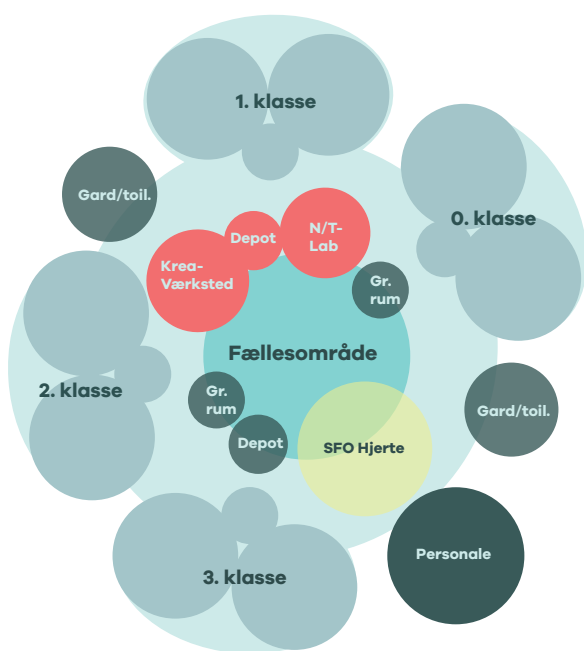 1. klasse
Gard/toil.
0. klasse
N/T-
Lab
Depot
Krea-
Værksted
Gr.
rum
Fællesområde
2. klasse
Gr.
rum
Gard/toil.
Depot
SFO Hjerte
Personale
3. klasse